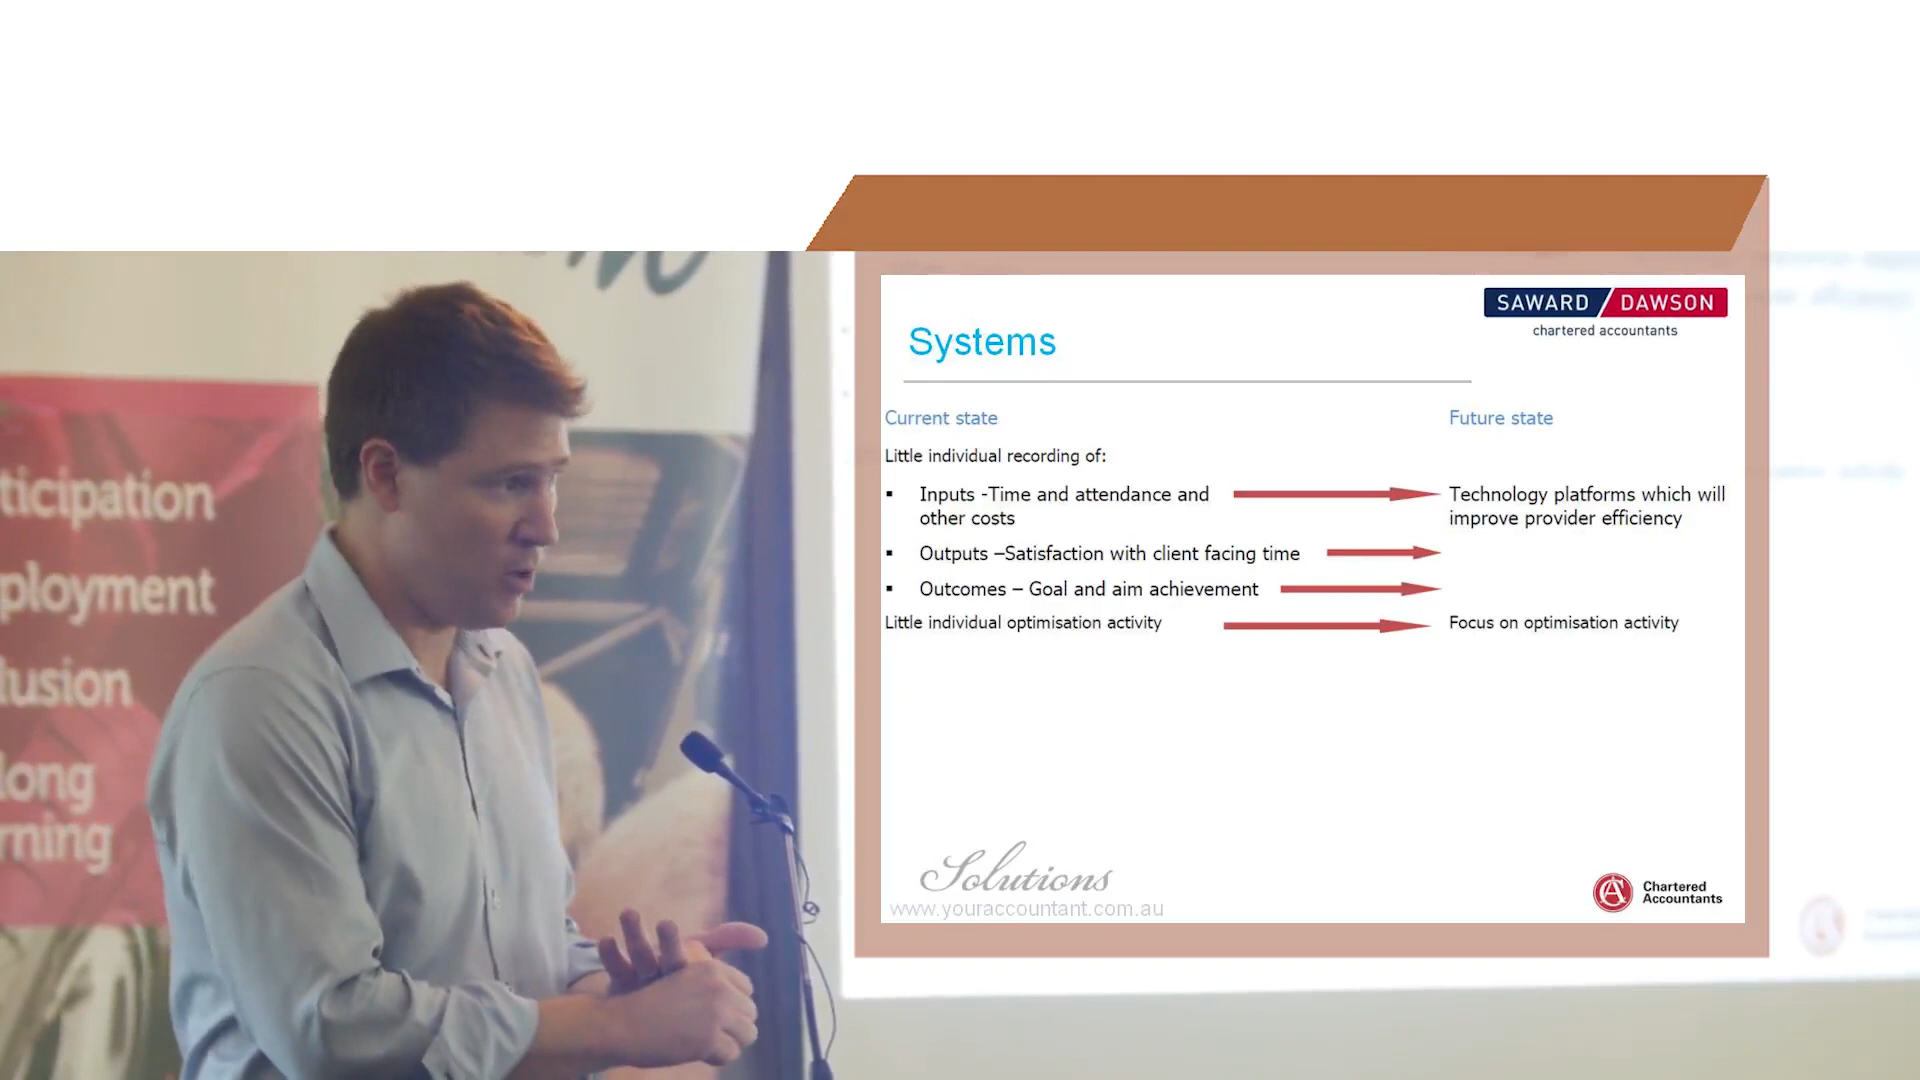 ticipation
ployment
lusion
long
rning
SAWARD DAWSON
chartered accountants
Systems
Current state
Future state
Little individual recording of:
▪ Inputs -Time and attendance and
other costs
Technology platforms which will
improve provider efficiency
▪ Outputs –Satisfaction with client facing time
▪ Outcomes – Goal and aim achievement
Little individual optimisation activity
Focus on optimisation activity
Solutions
www.youraccountant.com.au
CA
Chartered
Accountants